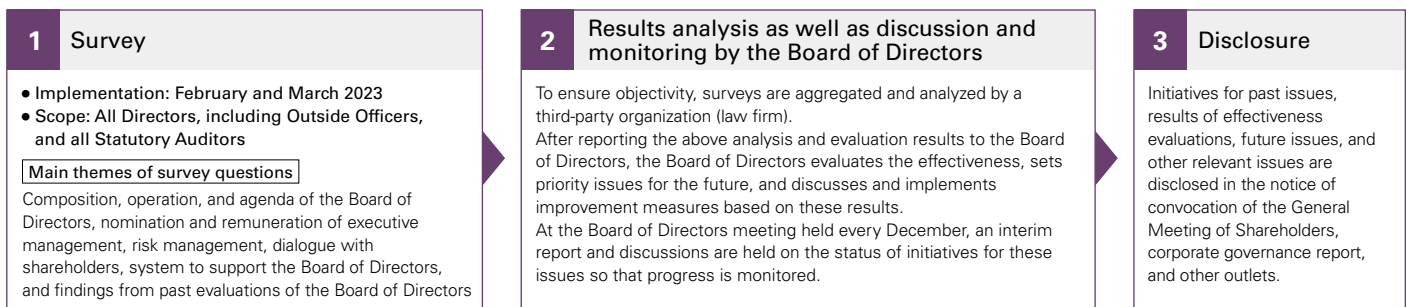 1 Survey
● Implementation: February and March 2023
● Scope: All Directors, including Outside Officers,
and all Statutory Auditors
Main themes of survey questions
Composition, operation, and agenda of the Board of
Directors, nomination and remuneration of executive
management, risk management, dialogue with
shareholders, system to support the Board of Directors,
and findings from past evaluations of the Board of Directors
2 Results analysis as well as discussion and
monitoring by the Board of Directors
To ensure objectivity, surveys are aggregated and analyzed by a
third-party organization (law firm).
After reporting the above analysis and evaluation results to the Board
of Directors, the Board of Directors evaluates the effectiveness, sets
priority issues for the future, and discusses and implements
improvement measures based on these results.
At the Board of Directors meeting held every December, an interim
report and discussions are held on the status of initiatives for these
issues so that progress is monitored.
3 Disclosure
Initiatives for past issues,
results of effectiveness
evaluations, future issues, and
other relevant issues are
disclosed in the notice of
convocation of the General
Meeting of Shareholders,
corporate governance report,
and other outlets.